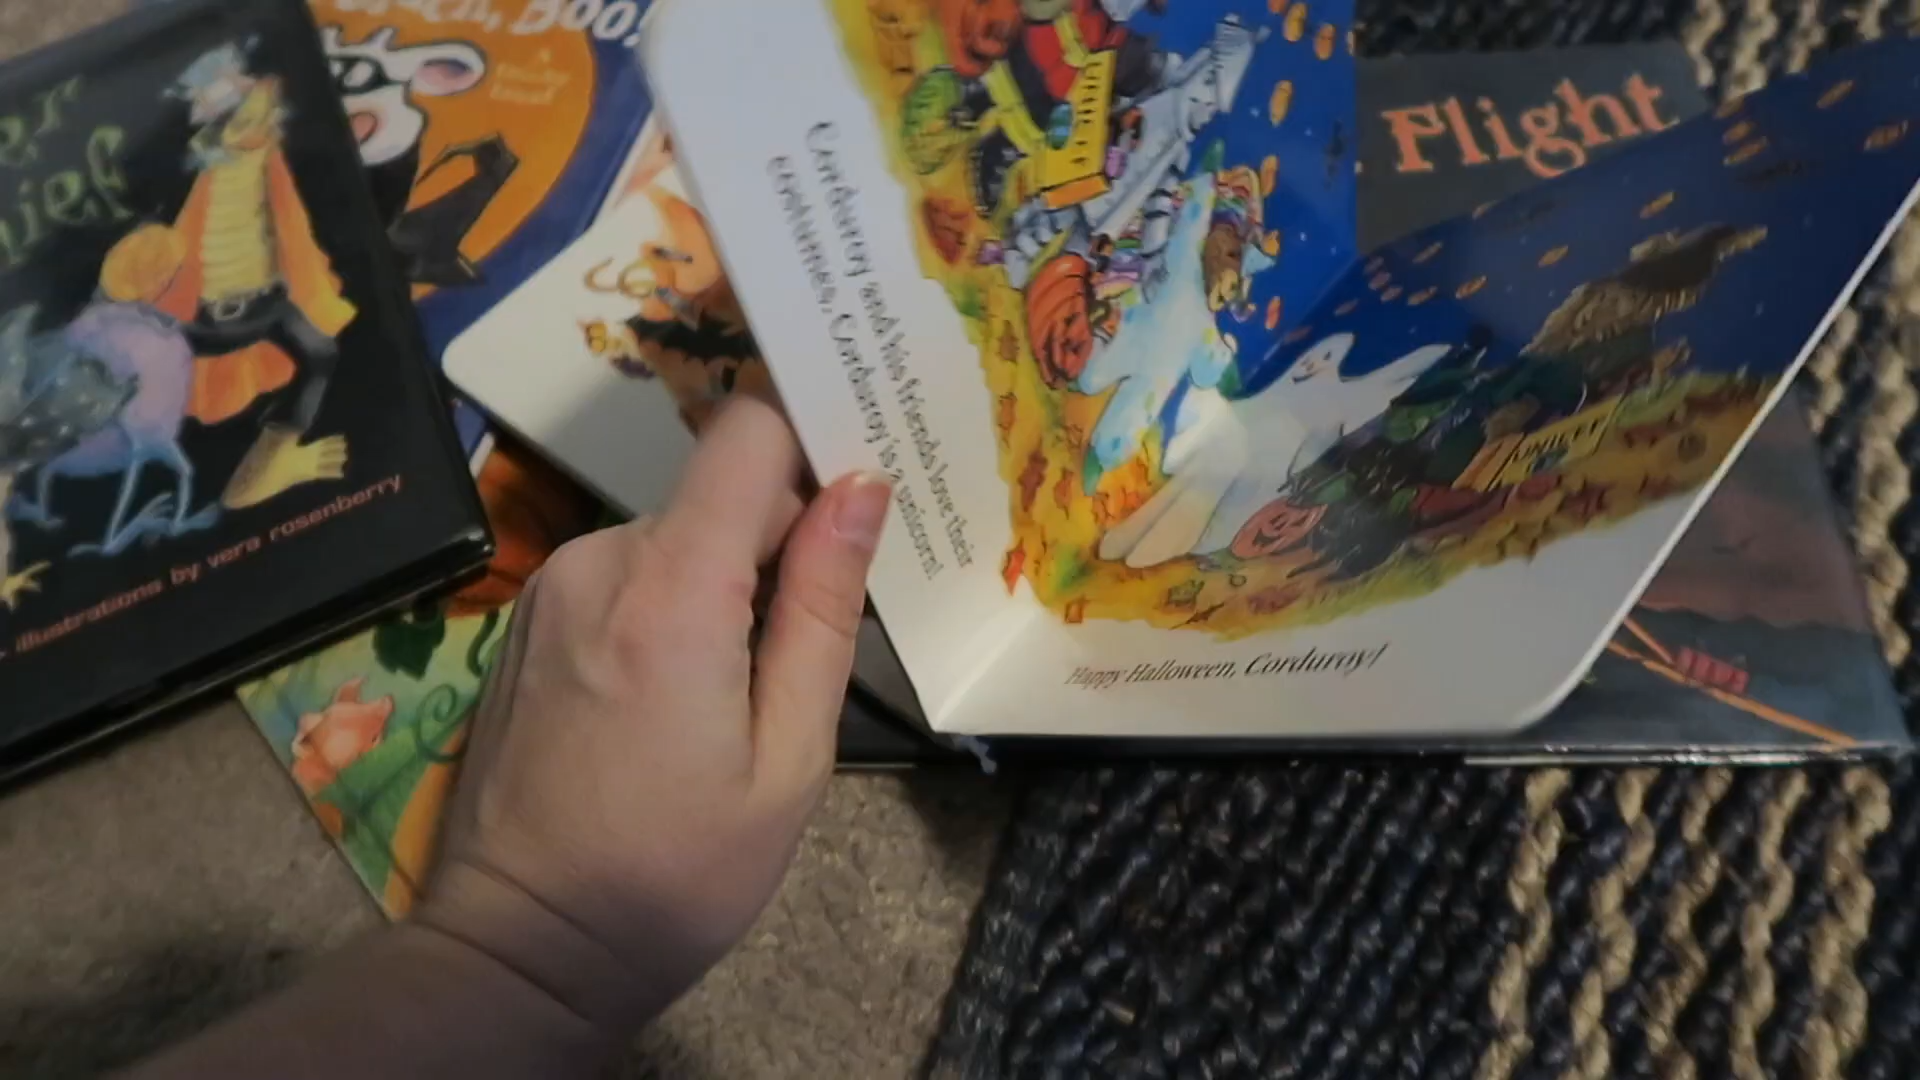 Boo!
Flight
Corduroy and his friends love their
costumes. Corduroy is a unicorn!
UNICEF
illustrations by vera rosenberry
Happy Halloween, Corduroy!